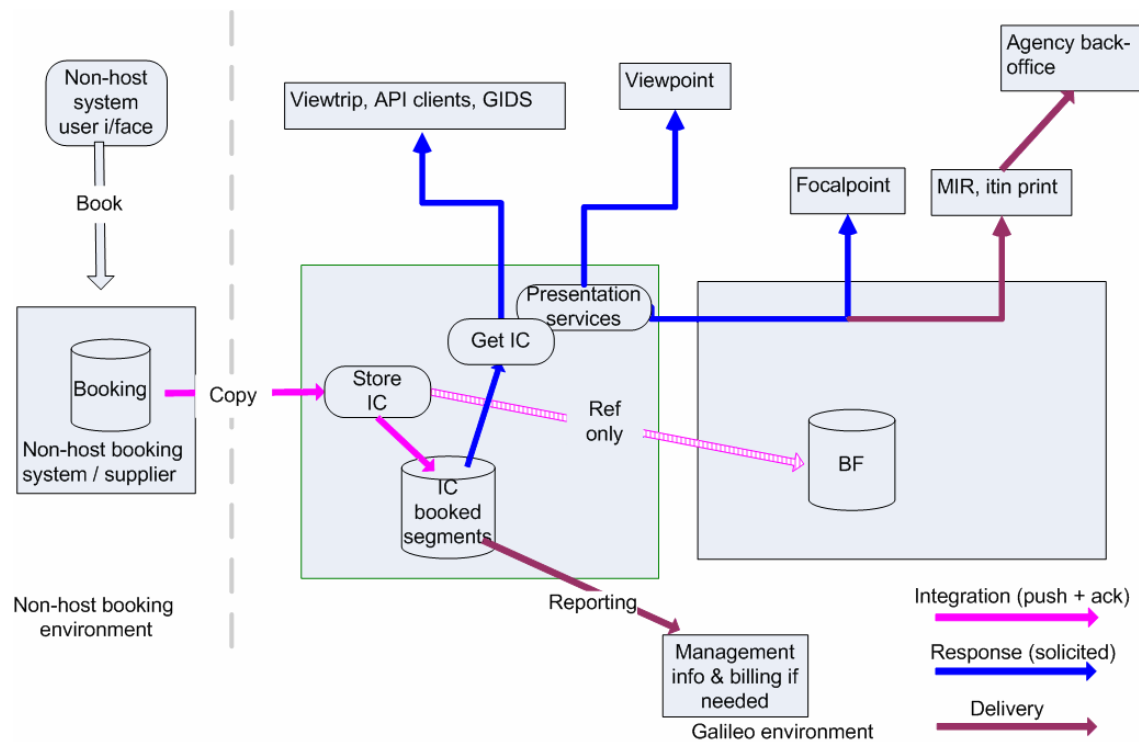 Non-host
system
user i/face
Book
Booking
Non-host booking
system / supplier
Non-host booking
environment
Copy
Viewtrip, API clients, GIDS
Viewpoint
Agency back-
office
Focalpoint
MIR, itin print
Presentation
services
Get IC
Store
IC
Ref
only
IC
booked
segments
BF
Reporting
Management
info & billing if
needed
Galileo environment
Integration (push + ack)
Response (solicited)
Delivery